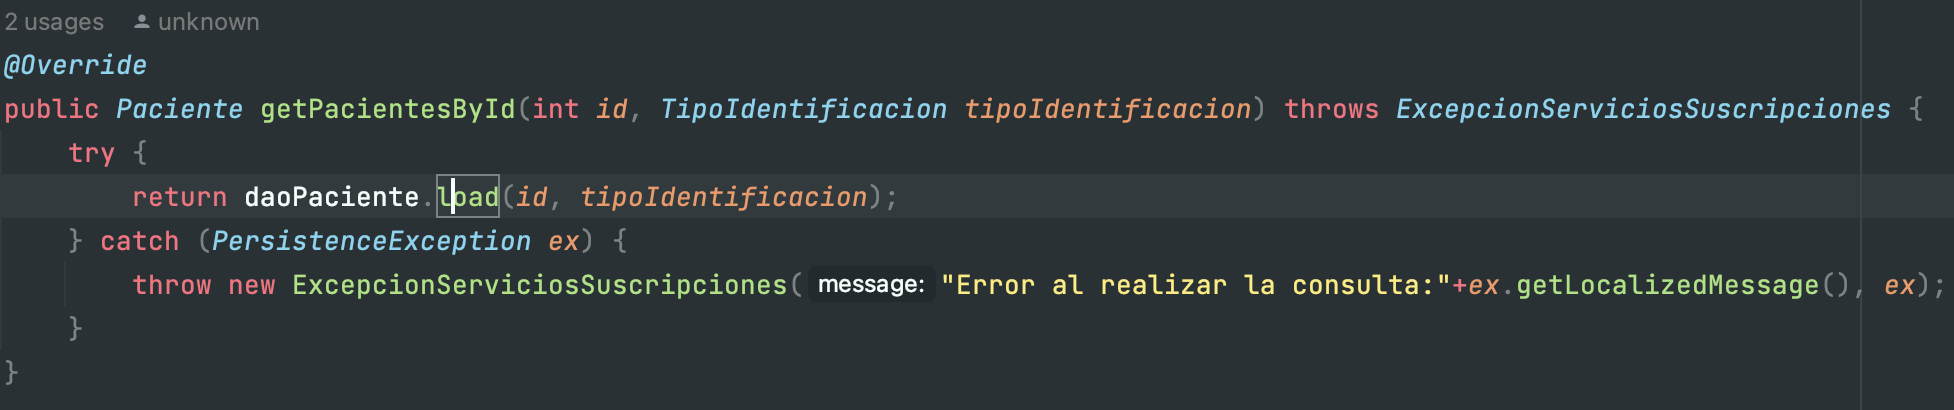 2 usages unknown
@Override
public Paciente getPacientesById(int id, TipoIdentificacion tipoIdentificacion) throws ExcepcionServiciosSuscripciones {
try {
return daoPaciente.load(id, tipoIdentificacion);
} catch (PersistenceException ex) {
throw new ExcepcionServiciosSuscripciones( message: "Error al realizar la consulta:"+ex.getLocalizedMessage(), ex);
}
}